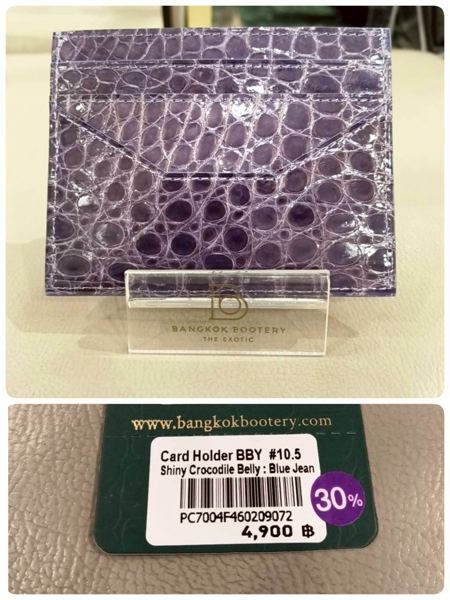 B
BANGKOK BOOTERY
THE EXOTIC
www.bangkokbootery.com
Card Holder BBY #10.5
Shiny Crocodile Belly : Blue Jean
30%
PC7004F460209072
4,900 ฿